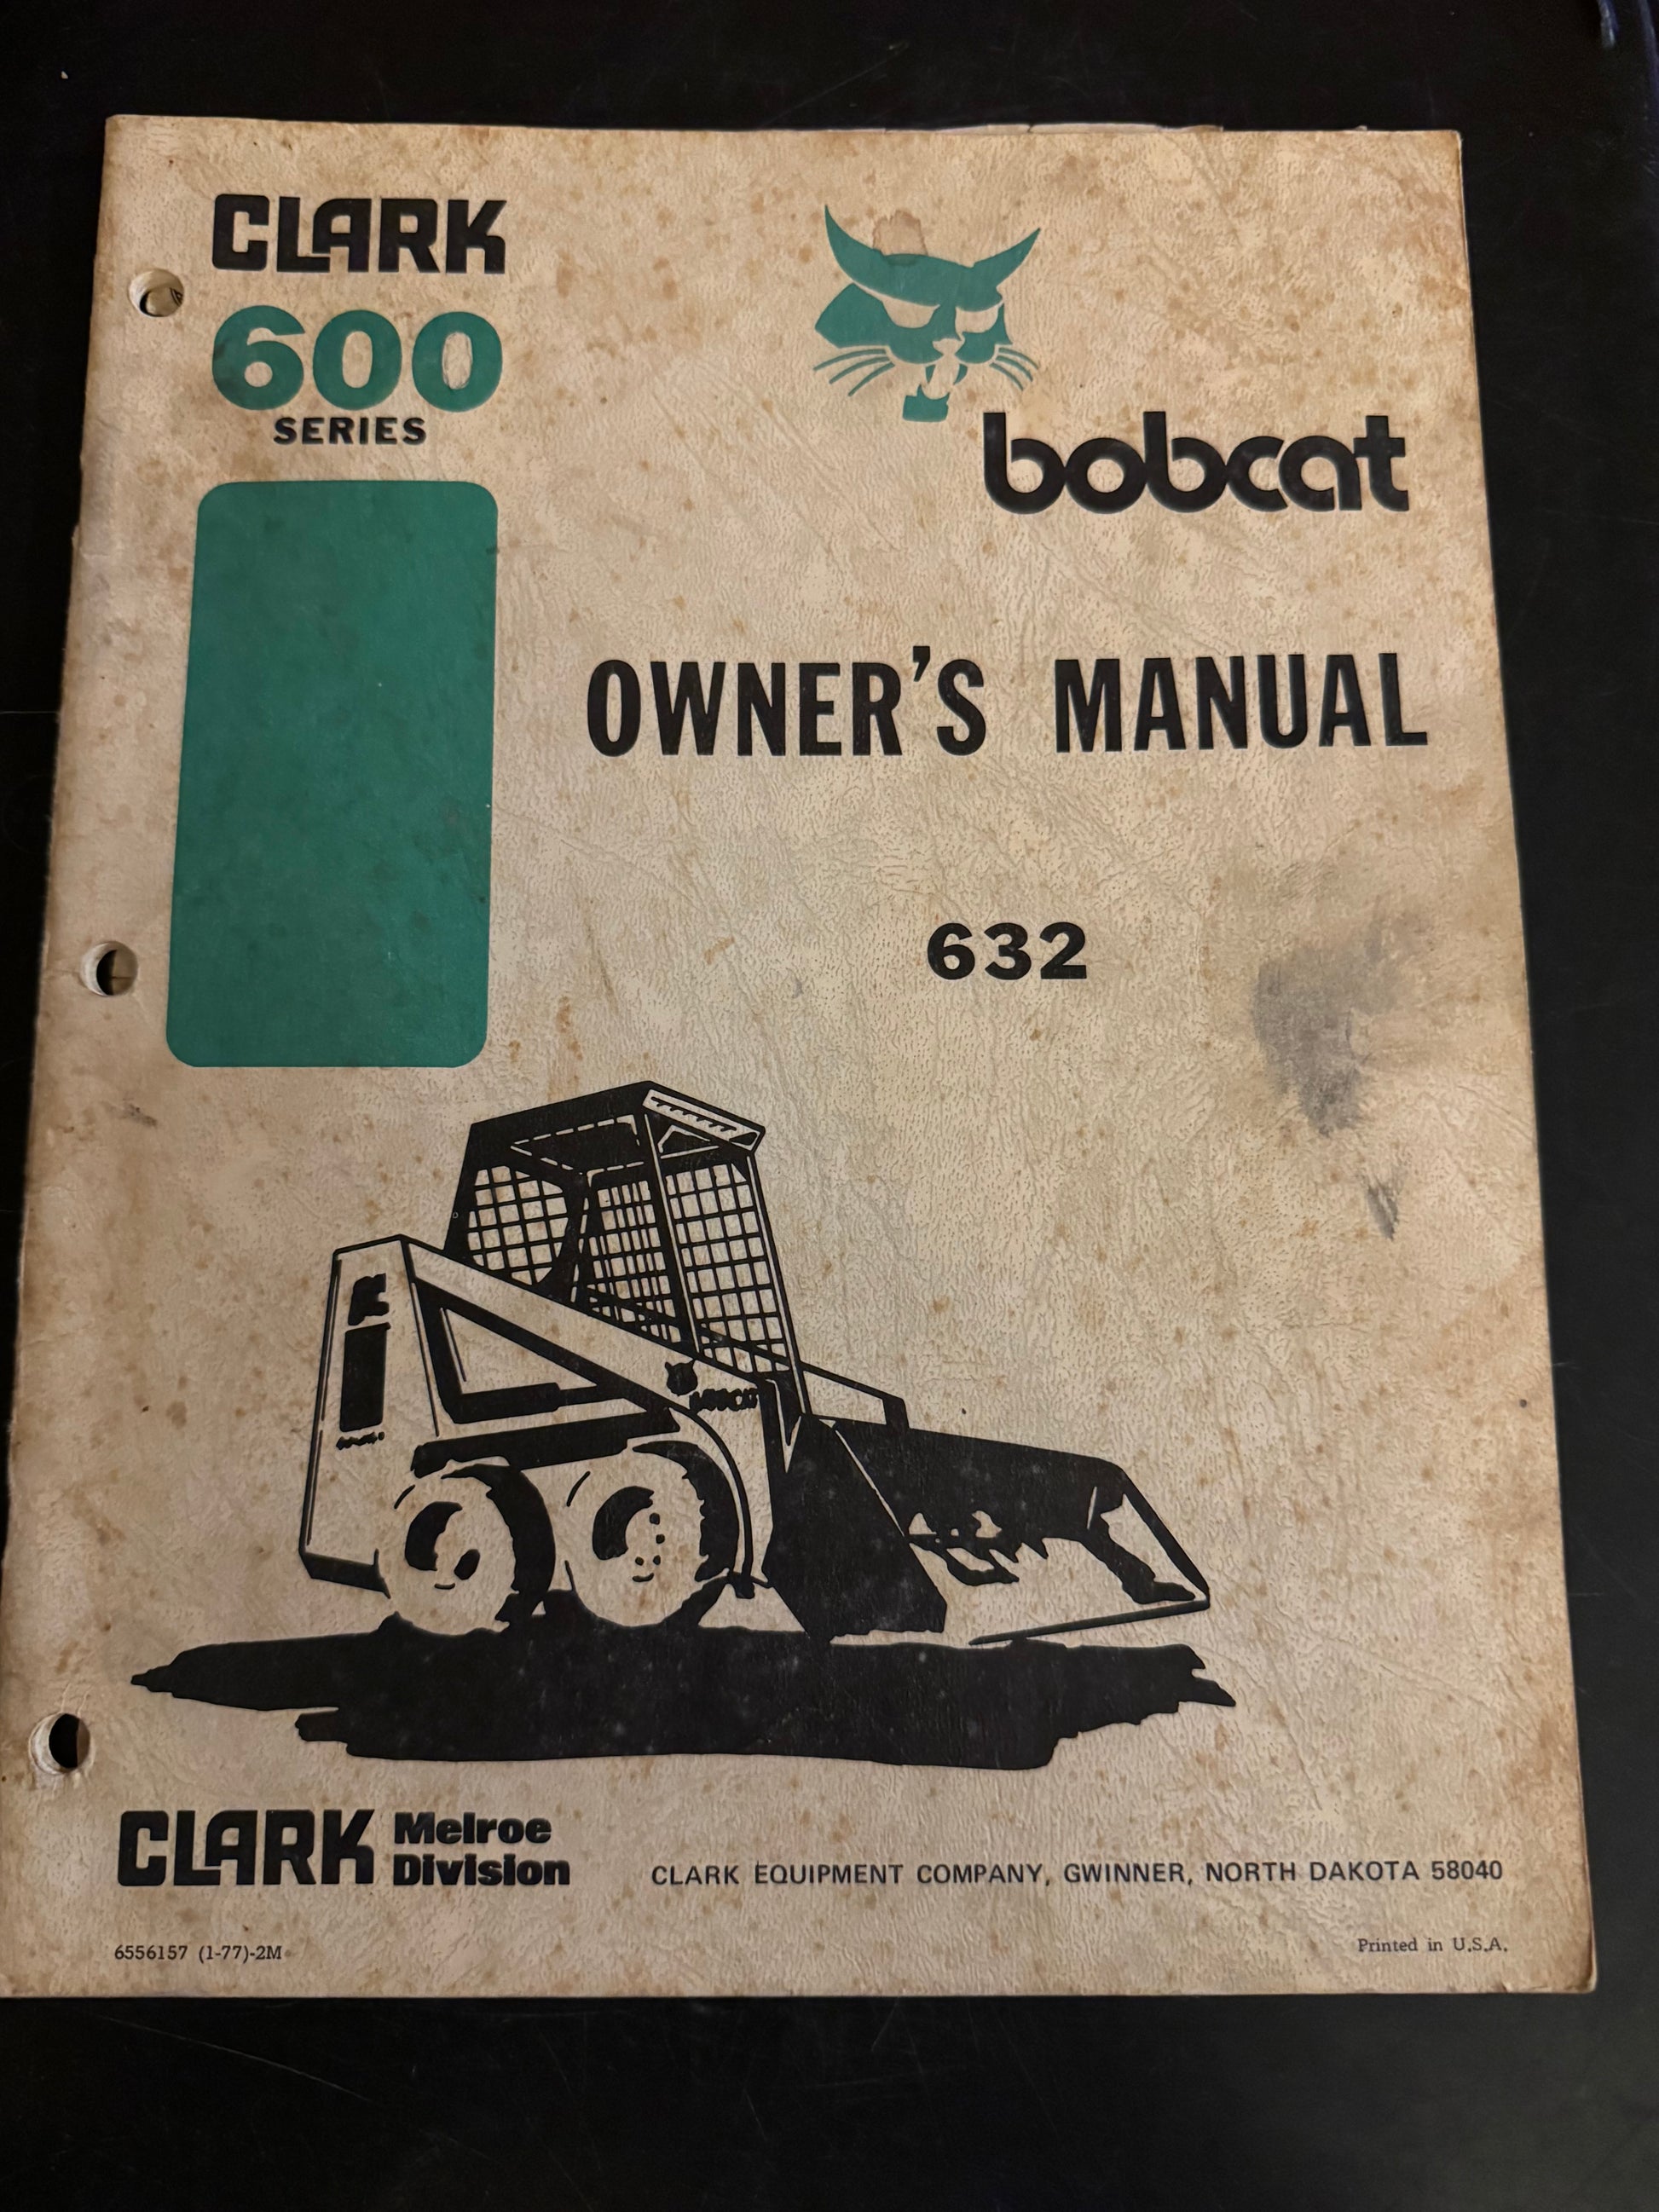 CLARK
600
SERIES
bobcat
OWNER'S MANUAL
632
BOBCAT
CLARK Melroe
Division
CLARK EQUIPMENT COMPANY, GWINNER, NORTH DAKOTA 58040
6556157 (1-77)-2M
Printed in U.S.A.